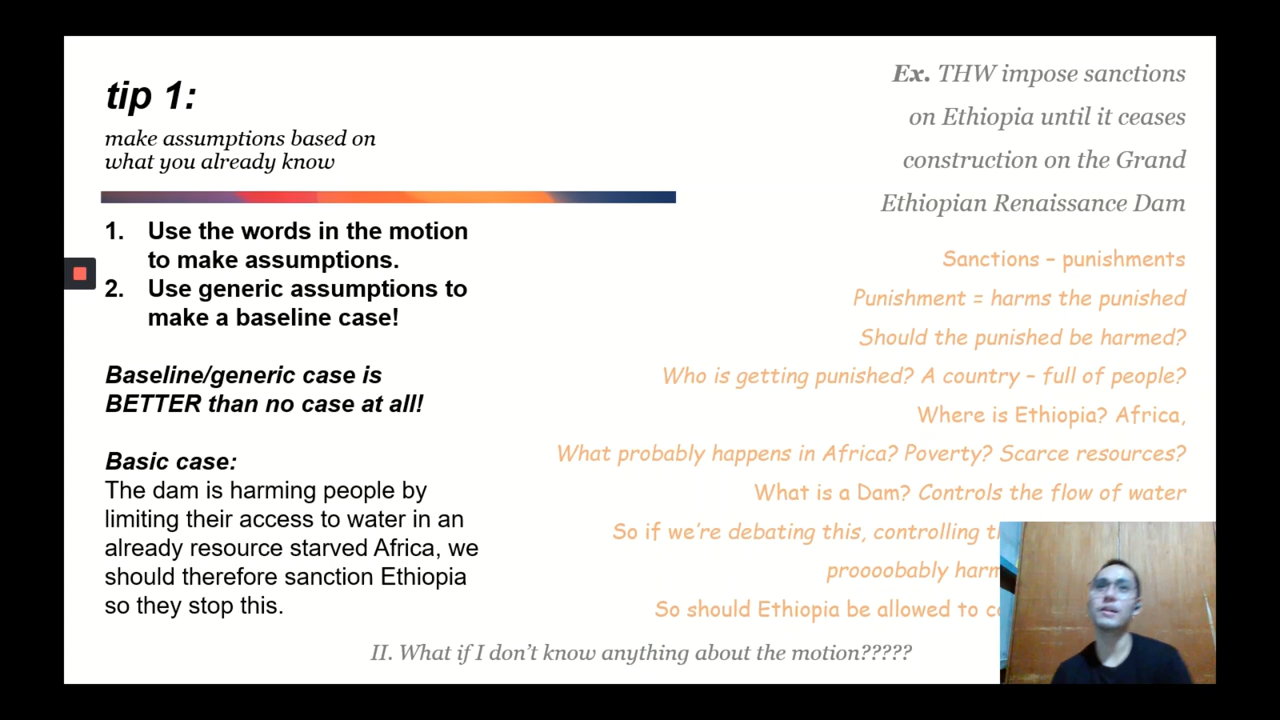 tip 1:
make assumptions based on
what you already know
1. Use the words in the motion
to make assumptions.
2. Use generic assumptions to
make a baseline case!
Baseline/generic case is
BETTER than no case at all!
Basic case:
The dam is harming people by
limiting their access to water in an
already resource starved Africa, we
should therefore sanction Ethiopia
so they stop this.
Ex. THW impose sanctions
on Ethiopia until it ceases
construction on the Grand
Ethiopian Renaissance Dam
Sanctions – punishments
Punishment = harms the punished
Should the punished be harmed?
Who is getting punished? A country – full of people?
Where is Ethiopia? Africa,
What probably happens in Africa? Poverty? Scarce resources?
What is a Dam? Controls the flow of water
So if we're debating this, controlling
proooobably
So should Ethiopia be allowed to
II. What if I don't know anything about the motion?????